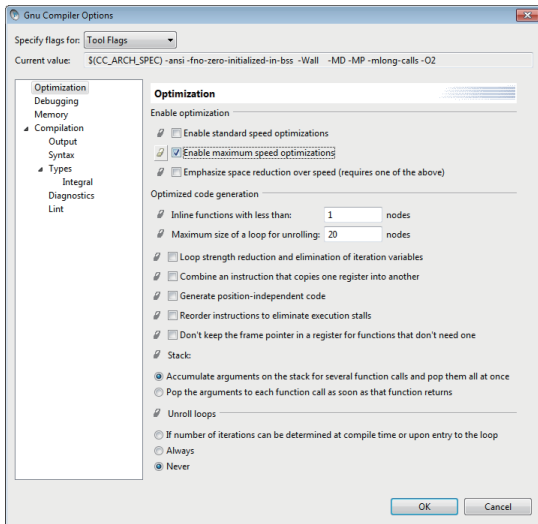 Gnu Compiler Options
Specify flags for: Tool Flags
Current value: $(CC_ARCH_SPEC) -ansi -fno-zero-initialized-in-bss -Wall -MD -MP -mlong-calls -O2
Optimization
Debugging
Memory
Compilation
Output
Syntax
Types
Integral
Diagnostics
Lint
Optimization
Enable optimization
Enable standard speed optimizations
Enable maximum speed optimizations
Emphasize space reduction over speed (requires one of the above)
Optimized code generation
Inline functions with less than: 1 nodes
Maximum size of a loop for unrolling: 20 nodes
Loop strength reduction and elimination of iteration variables
Combine an instruction that copies one register into another
Generate position-independent code
Reorder instructions to eliminate execution stalls
Don't keep the frame pointer in a register for functions that don't need one
Stack:
Accumulate arguments on the stack for several function calls and pop them all at once
Pop the arguments to each function call as soon as that function returns
Unroll loops
If number of iterations can be determined at compile time or upon entry to the loop
Always
Never
OK Cancel